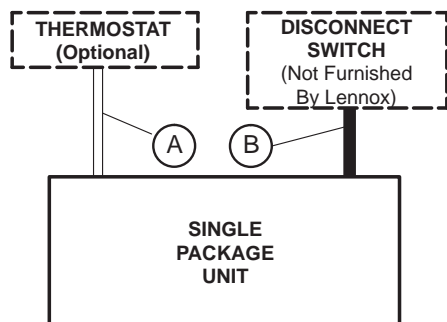 THERMOSTAT
(Optional)
DISCONNECT
SWITCH
(Not Furnished
By Lennox)
A
B
SINGLE
PACKAGE
UNIT